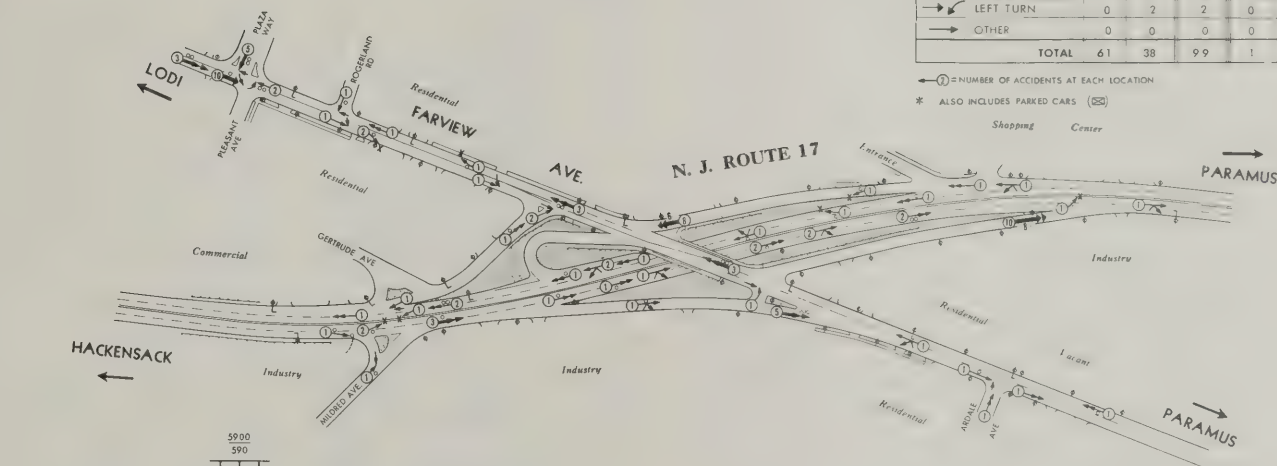 LEFT TURN 0 2 2 0
OTHER 0 0 0 0
TOTAL 61 38 99 1
② = NUMBER OF ACCIDENTS AT EACH LOCATION
* ALSO INCLUDES PARKED CARS (☒)
Shopping Center
PLAZA WAY
ROGERLAND RD
LODI
Residential
FARVIEW AVE.
N. J. ROUTE 17
Entrance
PARAMUS
PLEASANT AVE
Residential
Commercial
GERTRUDE AVE
Industry
HACKENSACK
Industry
Industry
MILDRED AVE.
Residential
Vacant
Residential
ARDALE AVE
PARAMUS
5900
590